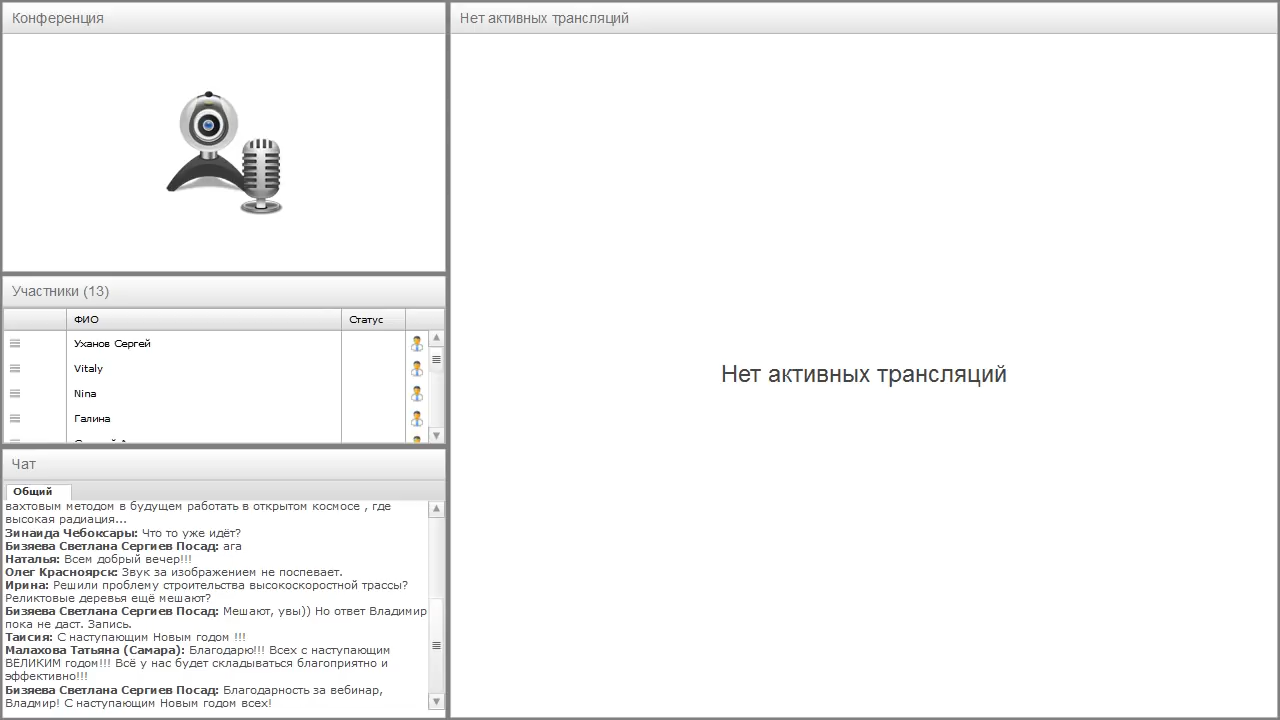 Конференция
Нет активных трансляций
Участники (13)
ФИО
Статус
Уханов Сергей
Vitaly
Nina
Галина
Нет активных трансляций
Чат
Общий
вахтовым методом в будущем работать в открытом космосе , где
высокая радиация...
Зинаида Чебоксары: Что то уже идёт?
Бизяева Светлана Сергиев Посад: ага
Наталья: Всем добрый вечер!!!
Олег Красноярск: Звук за изображением не поспевает.
Ирина: Решили проблему строительства высокоскоростной трассы?
Реликтовые деревья ещё мешают?
Бизяева Светлана Сергиев Посад: Мешают, увы)) Но ответ Владимир
пока не даст. Запись.
Таисия: С наступающим Новым годом !!!
Малахова Татьяна (Самара): Благодарю!!! Всех с наступающим
ВЕЛИКИМ годом!!! Всё у нас будет складываться благоприятно и
эффективно!!!
Бизяева Светлана Сергиев Посад: Благодарность за вебинар,
Владмир! С наступающим Новым годом всех!